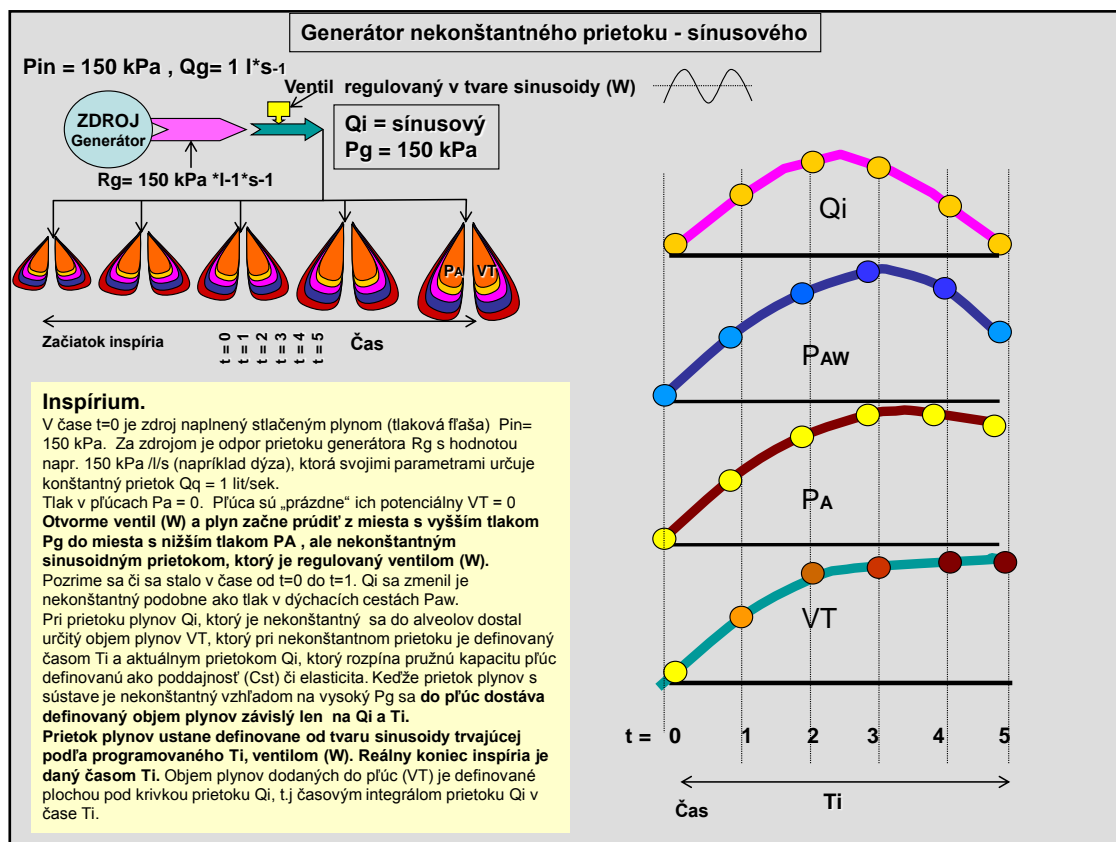 Generátor nekonštantného prietoku - sínusového
Pin = 150 kPa , Qg= 1 l*s-1
Ventil regulovaný v tvare sinusoidy (W)
ZDROJ
Generátor
Qi = sínusový
Pg = 150 kPa
Rg= 150 kPa *l-1*s-1
PA VT
Začiatok inspíria
t = 0
t = 1
t = 2
t = 3
t = 4
t = 5
Čas
Inspírium.
V čase t=0 je zdroj naplnený stlačeným plynom (tlaková fľaša) Pin=
150 kPa. Za zdrojom je odpor prietoku generátora Rg s hodnotou
napr. 150 kPa /l/s (napríklad dýza), ktorá svojimi parametrami určuje
konštantný prietok Qq = 1 lit/sek.
Tlak v pľúcach Pa = 0. Pľúca sú „prázdne“ ich potenciálny VT = 0
Otvorme ventil (W) a plyn začne prúdiť z miesta s vyšším tlakom
Pg do miesta s nižším tlakom PA , ale nekonštantným
sinusoidným prietokom, ktorý je regulovaný ventilom (W).
Pozrime sa či sa stalo v čase od t=0 do t=1. Qi sa zmenil je
nekonštantný podobne ako tlak v dýchacích cestách Paw.
Pri prietoku plynov Qi, ktorý je nekonštantný sa do alveolov dostal
určitý objem plynov VT, ktorý pri nekonštantnom prietoku je definovaný
časom Ti a aktuálnym prietokom Qi, ktorý rozpína pružnú kapacitu pľúc
definovanú ako poddajnosť (Cst) či elasticita. Keďže prietok plynov s
sústave je nekonštantný vzhľadom na vysoký Pg sa do pľúc dostáva
definovaný objem plynov závislý len na Qi a Ti.
Prietok plynov ustane definovane od tvaru sinusoidy trvajúcej
podľa programovaného Ti, ventilom (W). Reálny koniec inspíria je
daný časom Ti. Objem plynov dodaných do pľúc (VT) je definované
plochou pod krivkou prietoku Qi, t.j časovým integrálom prietoku Qi v
čase Ti.
Qi
PAW
PA
VT
t = 0 1 2 3 4 5
Ti
Čas